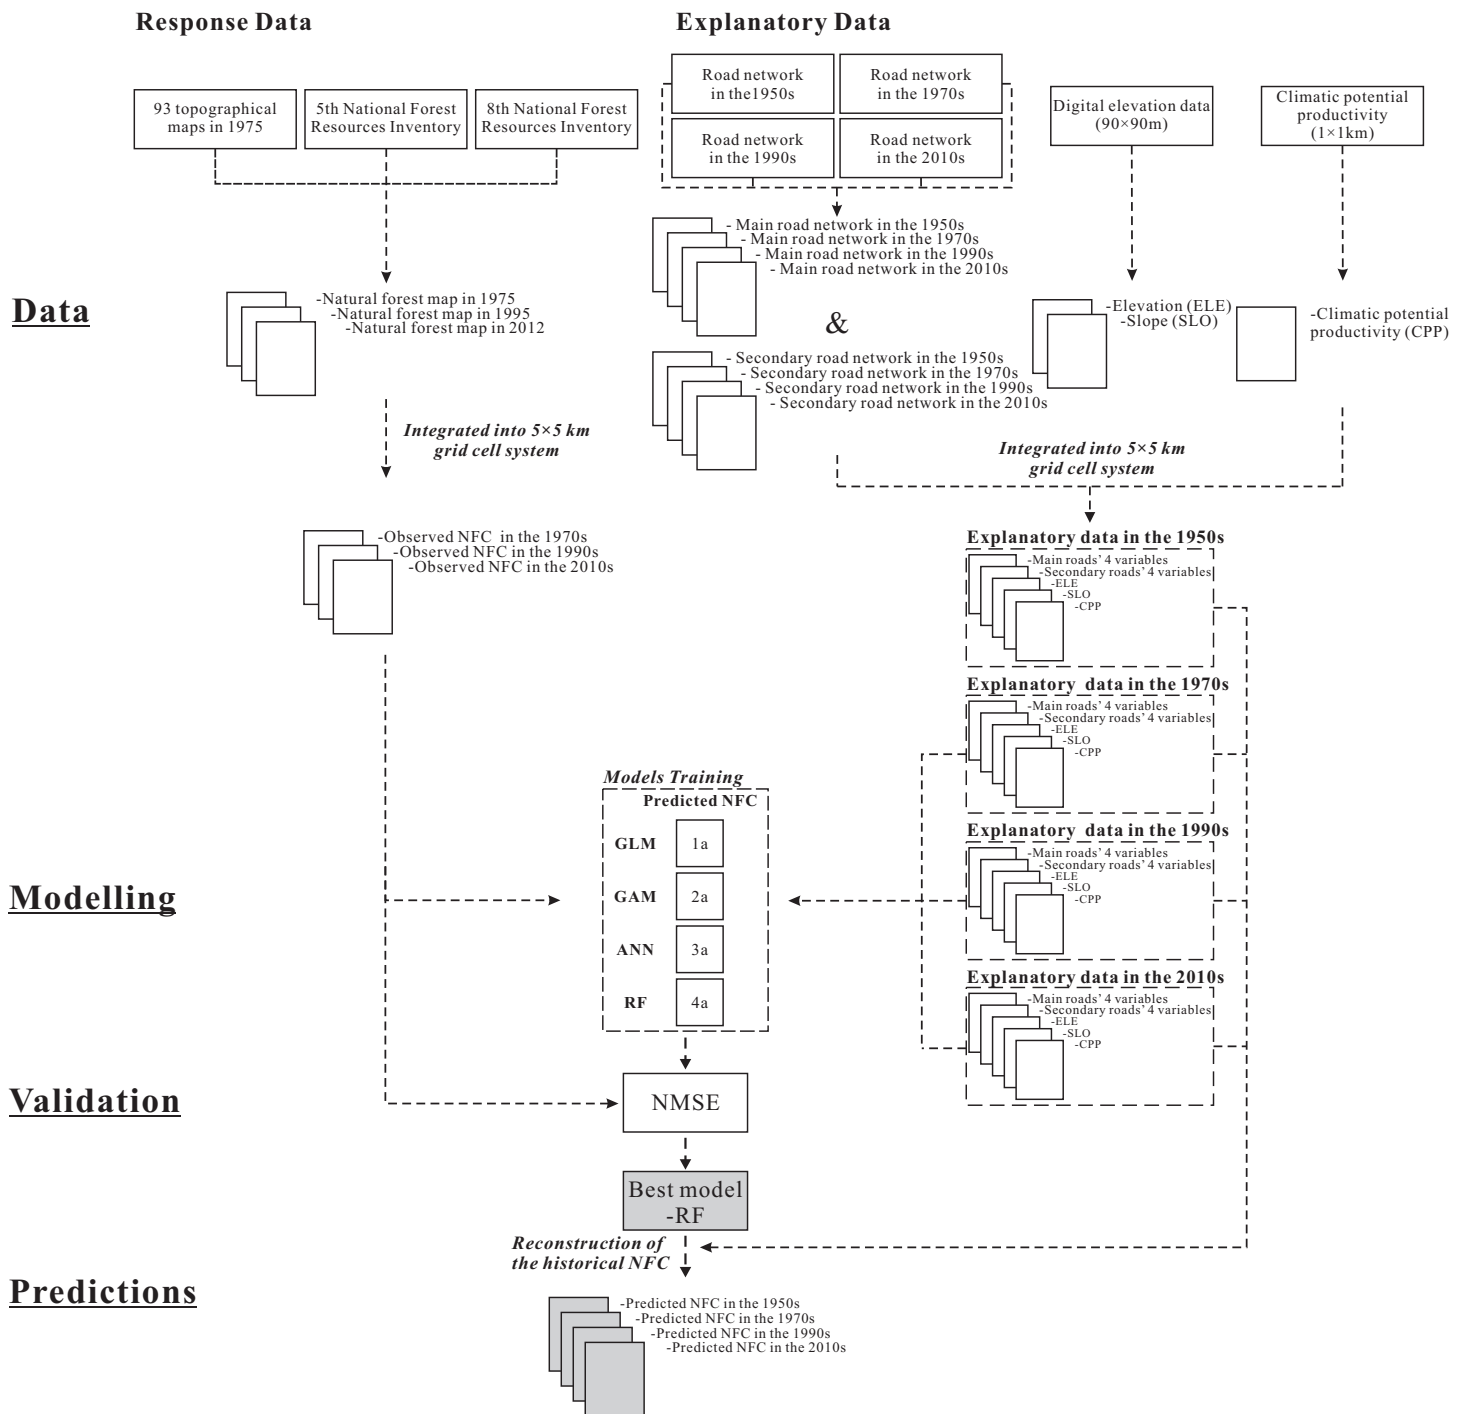 Response Data
Explanatory Data
93 topographical
maps in 1975
5th National Forest
Resources Inventory
8th National Forest
Resources Inventory
Road network
in the1950s
Road network
in the 1970s
Road network
in the 1990s
Road network
in the 2010s
Digital elevation data
(90×90m)
Climatic potential
productivity
(1×1km)
Data
-Natural forest map in 1975
-Natural forest map in 1995
-Natural forest map in 2012
- Main road network in the 1950s
- Main road network in the 1970s
- Main road network in the 1990s
- Main road network in the 2010s
&
- Secondary road network in the 1950s
- Secondary road network in the 1970s
- Secondary road network in the 1990s
- Secondary road network in the 2010s
-Elevation (ELE)
-Slope (SLO)
-Climatic potential
productivity (CPP)
Integrated into 5×5 km
grid cell system
Integrated into 5×5 km
grid cell system
-Observed NFC in the 1970s
-Observed NFC in the 1990s
-Observed NFC in the 2010s
Explanatory data in the 1950s
-Main roads' 4 variables
-Secondary roads' 4 variables
-ELE
-SLO
-CPP
Explanatory data in the 1970s
-Main roads' 4 variables
-Secondary roads' 4 variables
-ELE
-SLO
-CPP
Explanatory data in the 1990s
-Main roads' 4 variables
-Secondary roads' 4 variables
-ELE
-SLO
-CPP
Explanatory data in the 2010s
-Main roads' 4 variables
-Secondary roads' 4 variables
-ELE
-SLO
-CPP
Modelling
Models Training
Predicted NFC
GLM 1a
GAM 2a
ANN 3a
RF 4a
Validation
NMSE
Best model
-RF
Reconstruction of
the historical NFC
Predictions
-Predicted NFC in the 1950s
-Predicted NFC in the 1970s
-Predicted NFC in the 1990s
-Predicted NFC in the 2010s